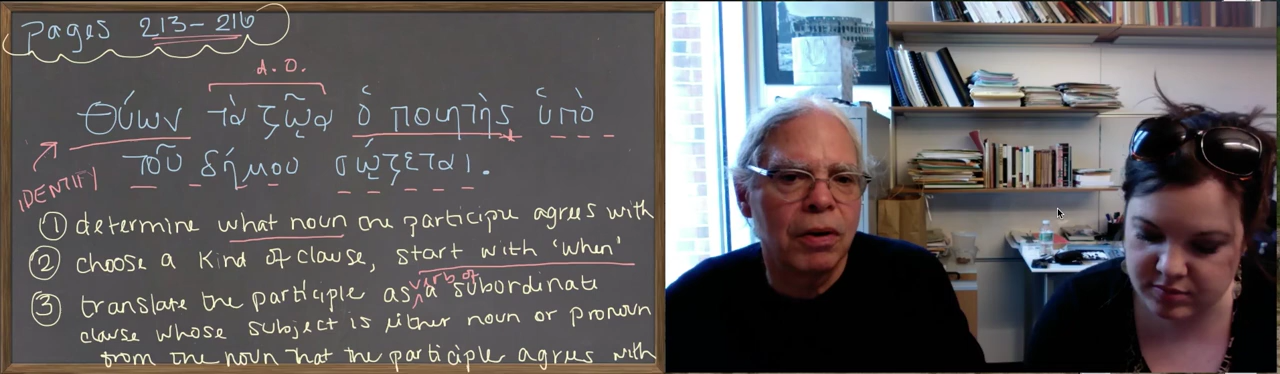 pages 213-216
d.o.
Θύων τὰ ζῷα ὁ ποιητὴς ὑπὸ
τοῦ δήμου σῴζεται.
IDENTIFY
① determine what noun the participle agrees with
② choose a kind of clause, start with 'when'
③ translate the participle as a verb of subordinate
clause whose subject is either noun or pronoun
from the noun that the participle agrees with